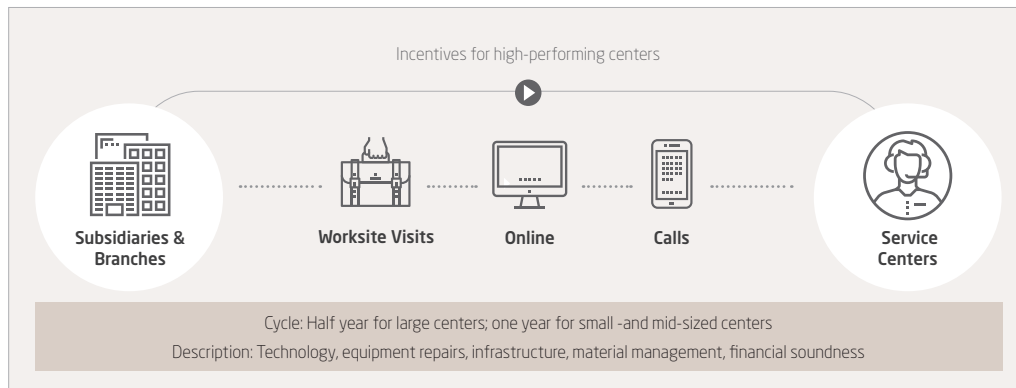 Incentives for high-performing centers
Subsidiaries &
Branches
Worksite Visits
Online
Calls
Service
Centers
Cycle: Half year for large centers; one year for small -and mid-sized centers
Description: Technology, equipment repairs, infrastructure, material management, financial soundness